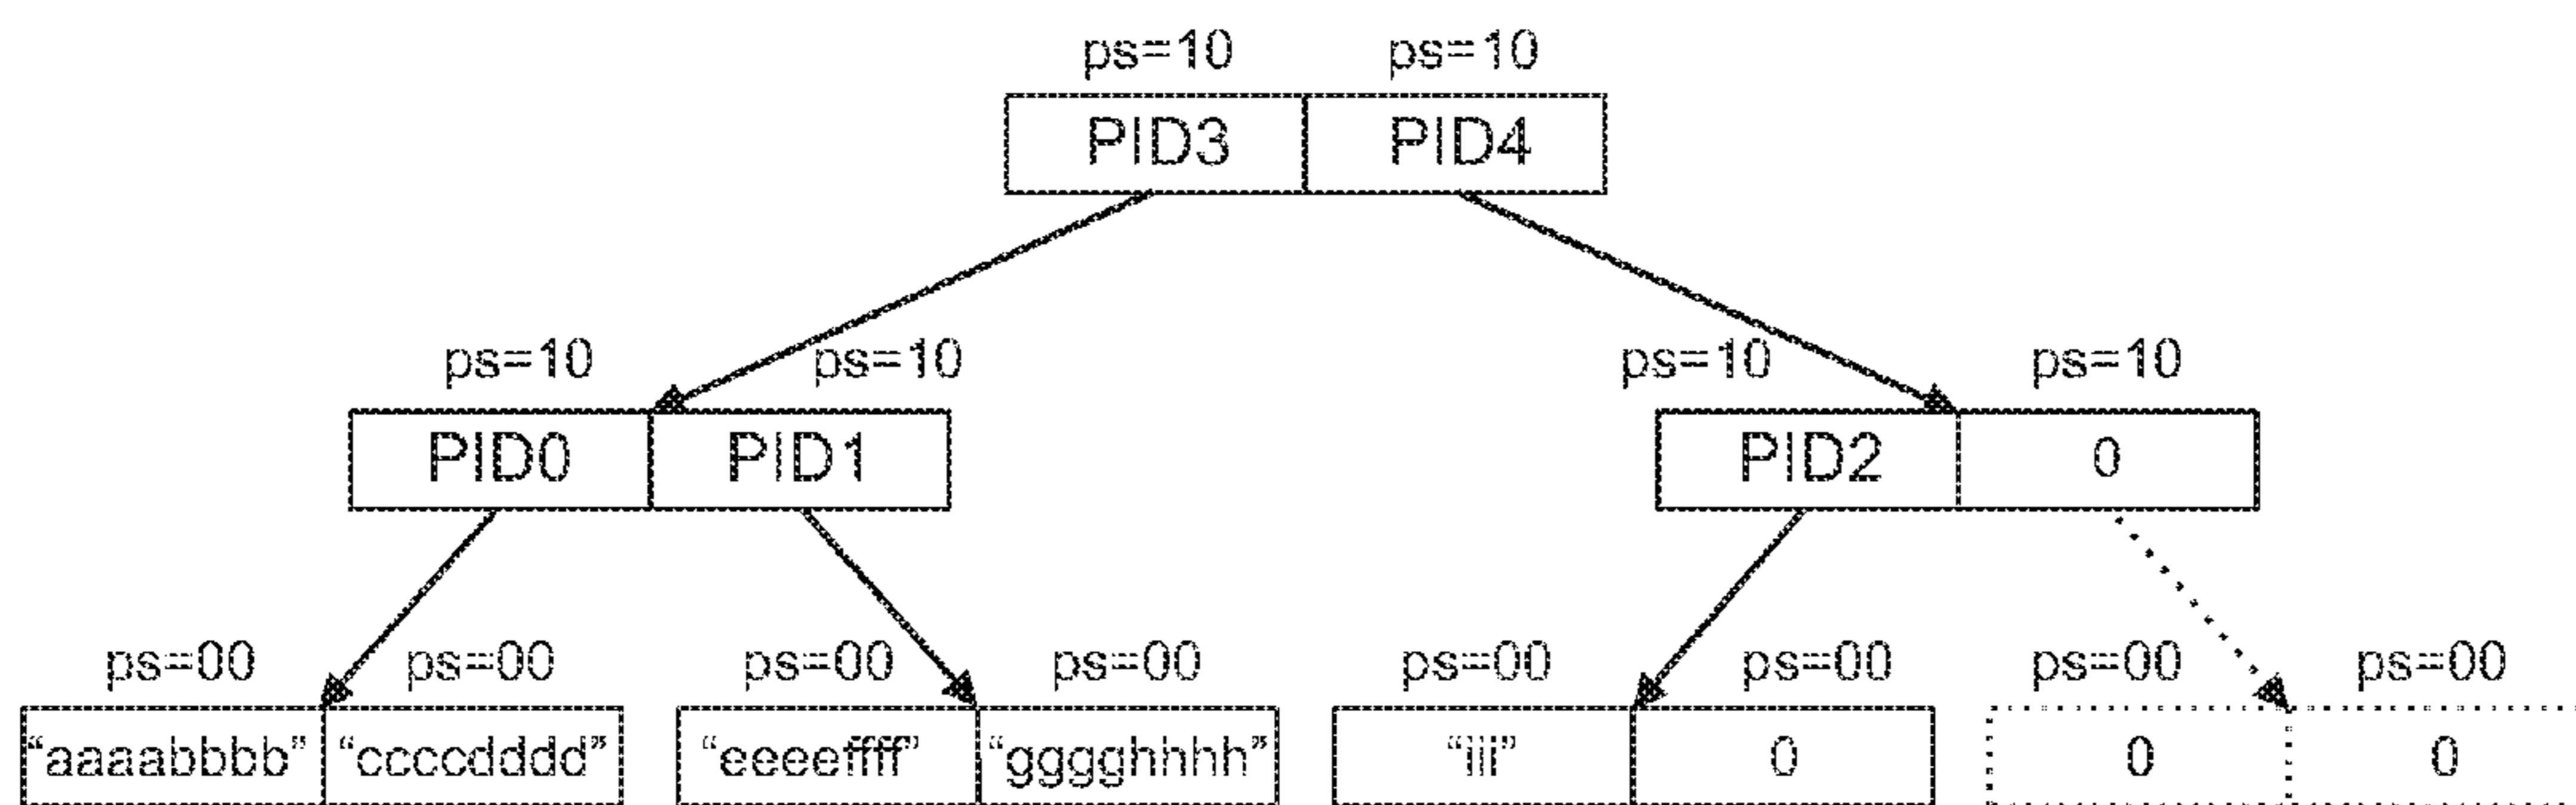 ps=10 ps=10
PID3 PID4
ps=10 ps=10 ps=10 ps=10
PID0 PID1 PID2 0
ps=00 ps=00 ps=00 ps=00 ps=00 ps=00 ps=00 ps=00
“aaaabbbb” “ccccdddd” “eeeeffff” “gggghhhh” “iii” 0 0 0